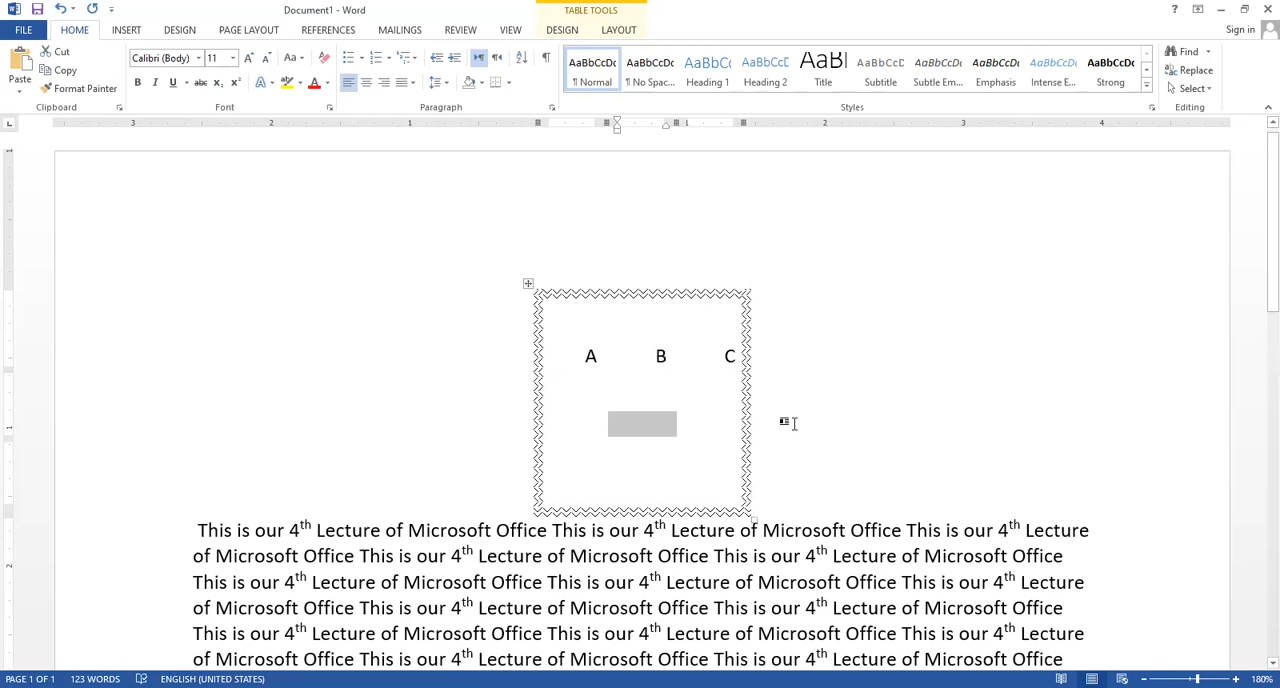 Document1 - Word
TABLE TOOLS
FILE HOME INSERT DESIGN PAGE LAYOUT REFERENCES MAILINGS REVIEW VIEW DESIGN LAYOUT Sign in
Paste
Cut
Copy
Format Painter
Clipboard
Calibri (Body) 11
Font
Paragraph
AaBbCcDc AaBbCcDc AaBbC( AaBbCcD AaBl AaBbCcD AaBbCcDc AaBbCcDc AaBbCcDc AaBbCcDc
¶ Normal ¶ No Spac... Heading 1 Heading 2 Title Subtitle Subtle Em... Emphasis Intense E... Strong
Styles
Find
Replace
Select
Editing
3 2 1 1 2 3 4
A B C
This is our 4th Lecture of Microsoft Office This is our 4th Lecture of Microsoft Office This is our 4th Lecture
of Microsoft Office This is our 4th Lecture of Microsoft Office This is our 4th Lecture of Microsoft Office
This is our 4th Lecture of Microsoft Office This is our 4th Lecture of Microsoft Office This is our 4th Lecture
of Microsoft Office This is our 4th Lecture of Microsoft Office This is our 4th Lecture of Microsoft Office
This is our 4th Lecture of Microsoft Office This is our 4th Lecture of Microsoft Office This is our 4th Lecture
of Microsoft Office This is our 4th Lecture of Microsoft Office This is our 4th Lecture of Microsoft Office
PAGE 1 OF 1 123 WORDS ENGLISH (UNITED STATES) 180%